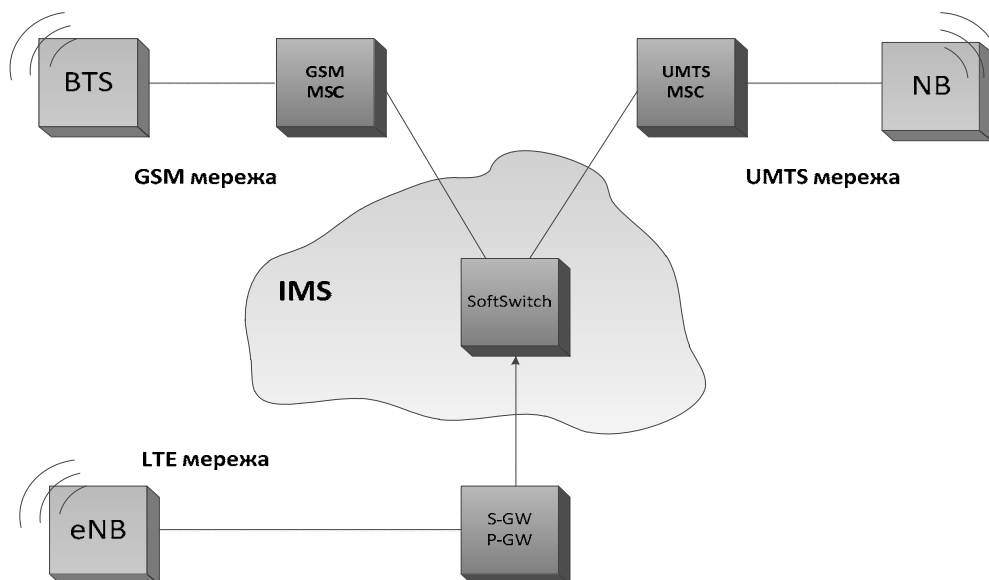 BTS
GSM
MSC
UMTS
MSC
NB
GSM мережа
UMTS мережа
IMS
SoftSwitch
LTE мережа
eNB
S-GW
P-GW